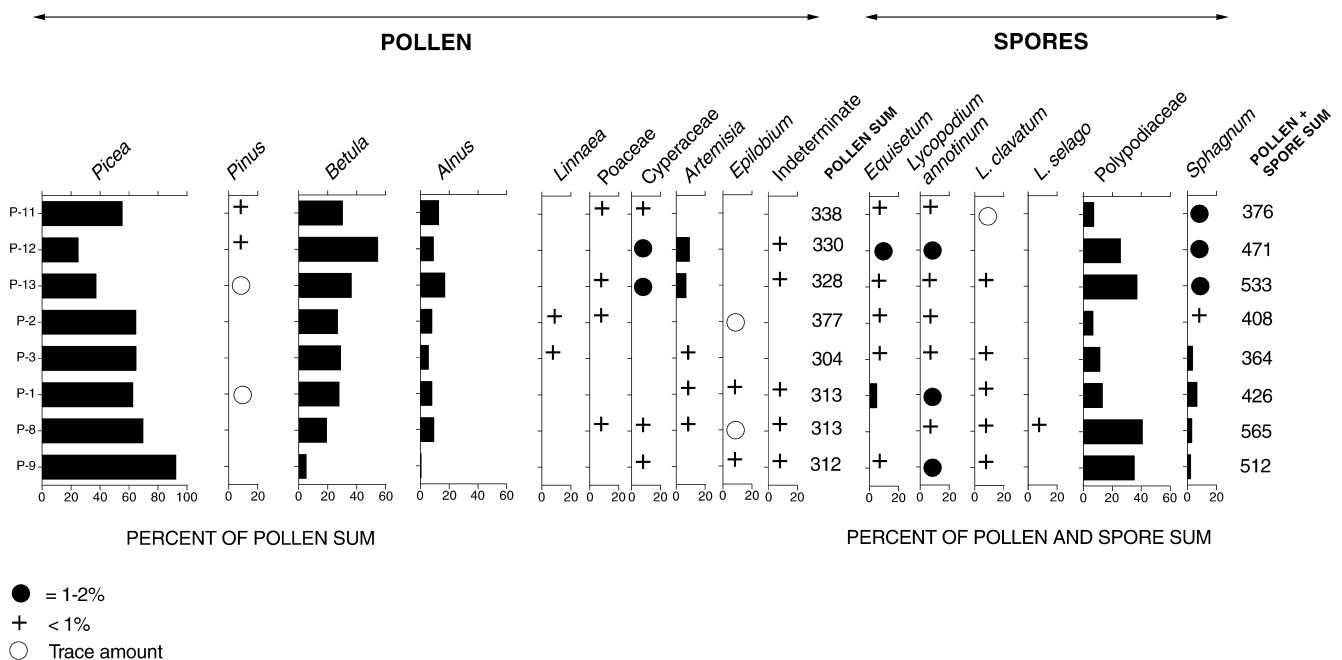 POLLEN SPORES
Picea Pinus Betula Alnus Linnaea Poaceae Cyperaceae Artemisia Epilobium Indeterminate POLLEN SUM Equisetum Lycopodium annotinum L. clavatum L. selago Polypodiaceae Sphagnum POLLEN + SPORE SUM
P-11 + + + + 338 + + 376
P-12 + + 330 471
P-13 + + 328 + + + 533
P-2 + + 377 + + + 408
P-3 + + 304 + + + 364
P-1 + + + 313 + 426
P-8 + + + + 313 + + + 565
P-9 + + + 312 + + 512
0 20 40 60 80 100 0 20 0 20 40 60 0 20 40 60 0 20 0 20 0 20 0 20 0 20 0 20 0 20 0 20 0 20 0 20 0 20 40 60 0 20
PERCENT OF POLLEN SUM PERCENT OF POLLEN AND SPORE SUM
= 1-2%
+ < 1%
Trace amount